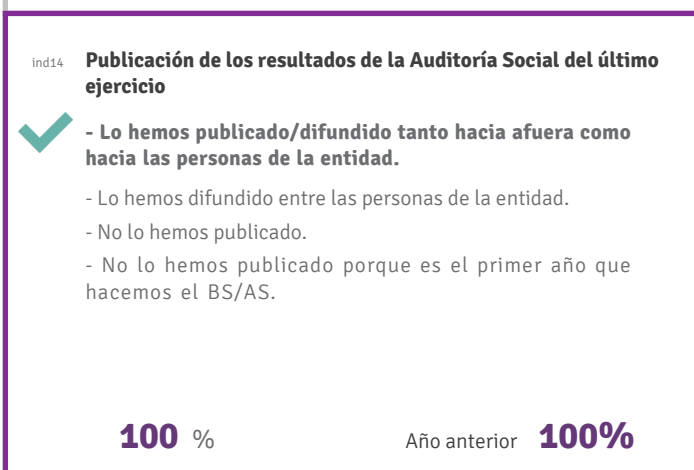 ind14 Publicación de los resultados de la Auditoría Social del último
ejercicio
- Lo hemos publicado/difundido tanto hacia afuera como
hacia las personas de la entidad.
- Lo hemos difundido entre las personas de la entidad.
- No lo hemos publicado.
- No lo hemos publicado porque es el primer año que
hacemos el BS/AS.
100 % Año anterior 100%